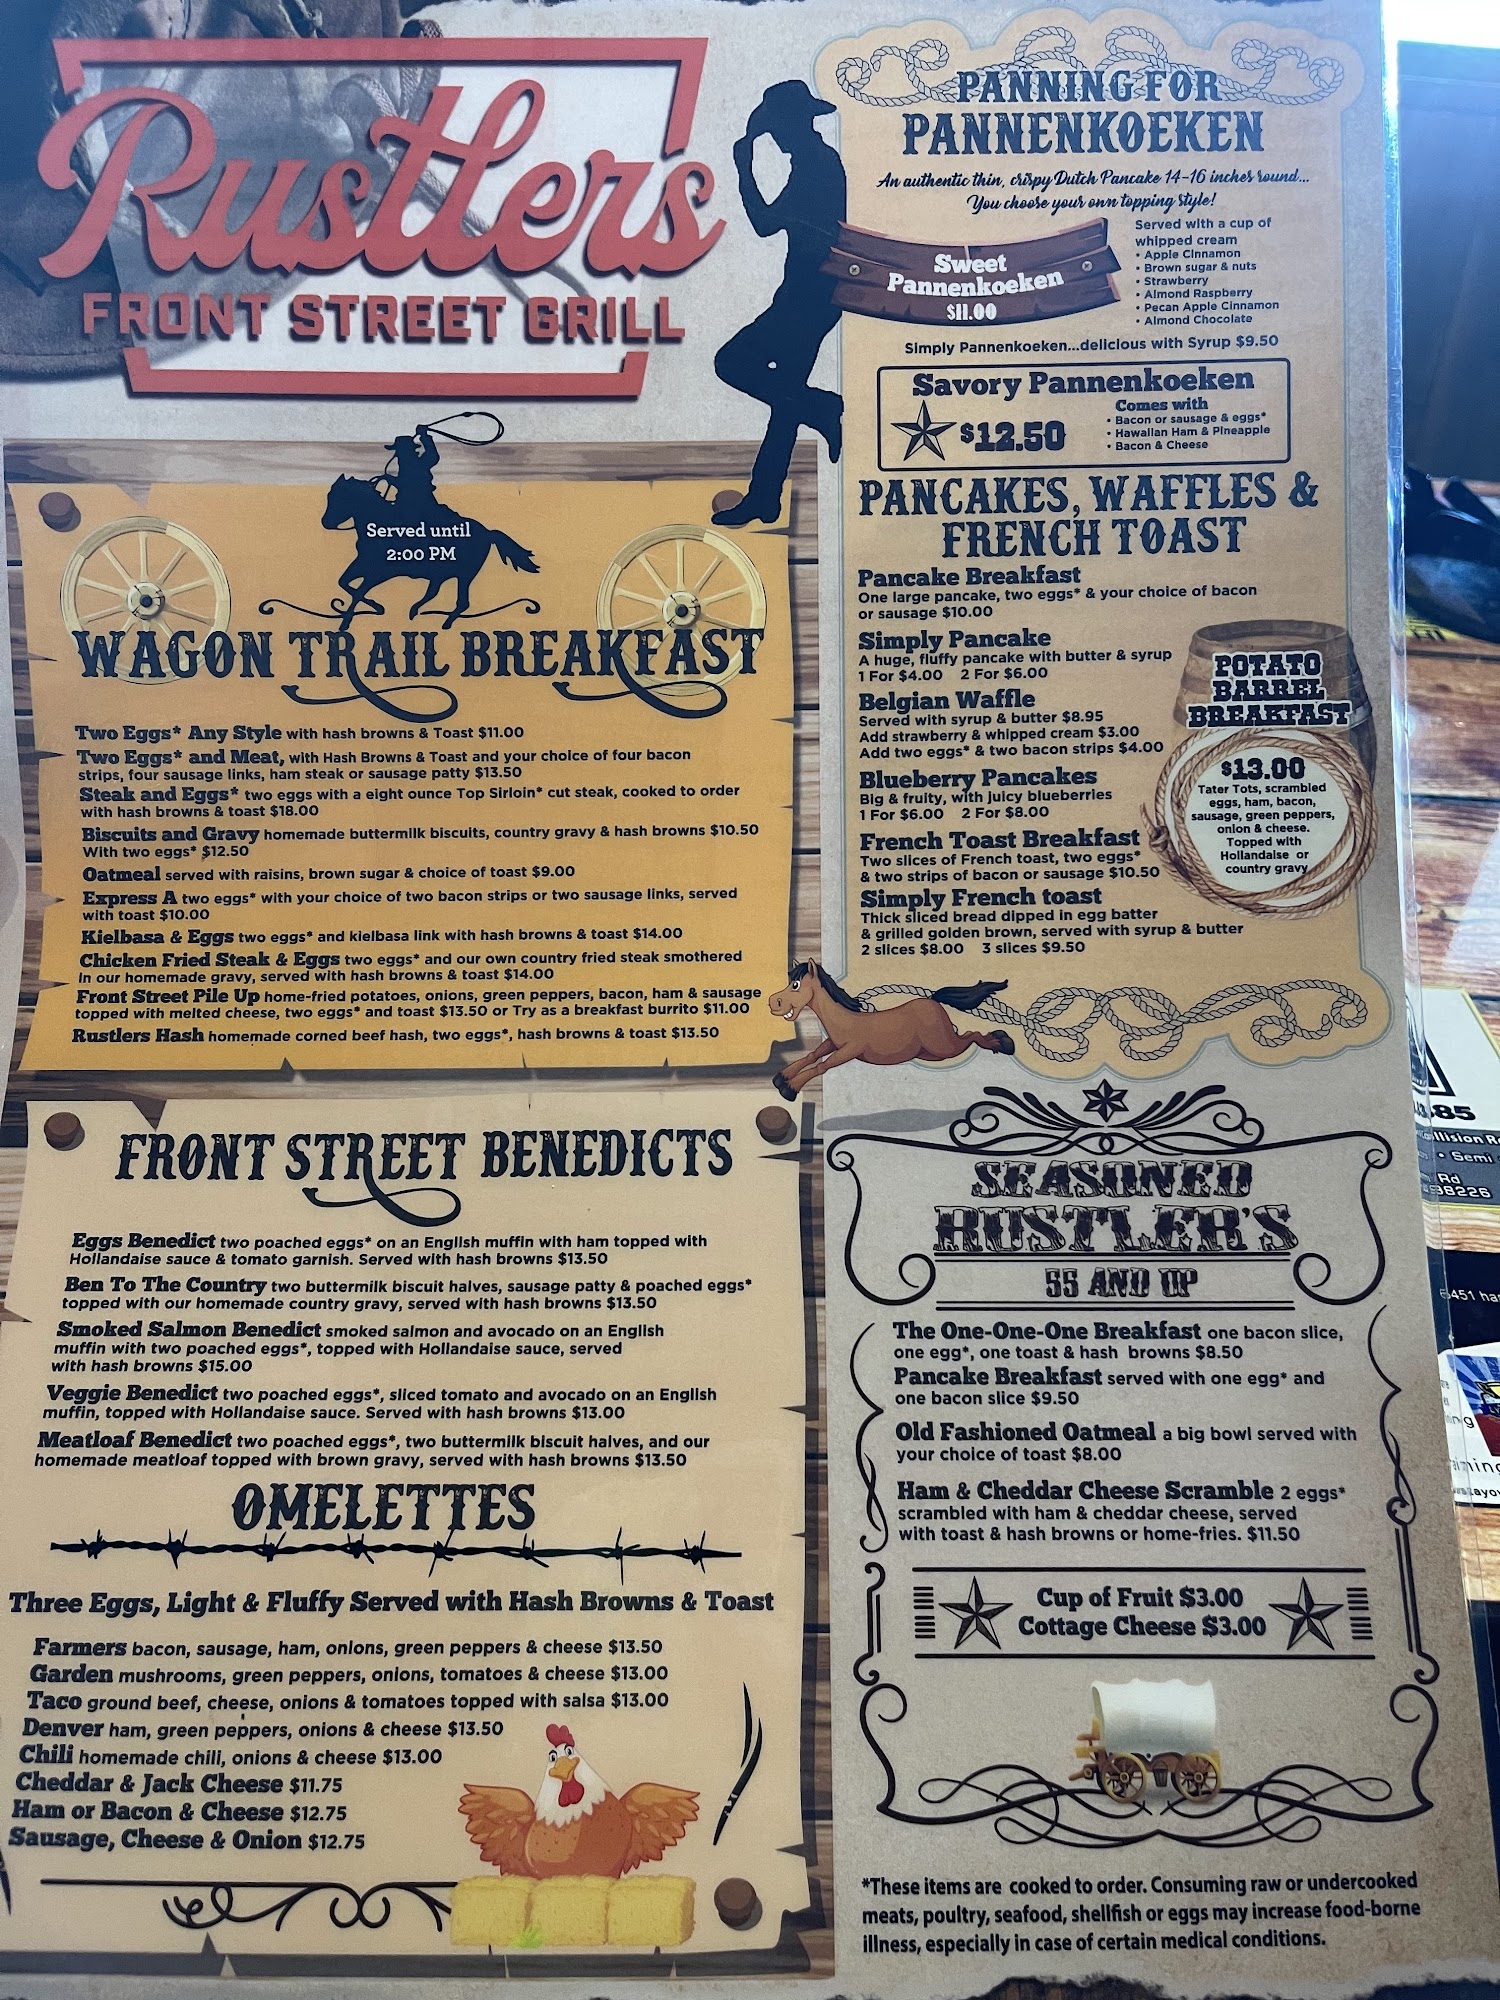 Rustlers
FRONT STREET GRILL
Served until
2:00 PM
WAGON TRAIL BREAKFAST
Two Eggs* Any Style with hash browns & Toast $11.00
Two Eggs* and Meat, with Hash Browns & Toast and your choice of four bacon
strips, four sausage links, ham steak or sausage patty $13.50
Steak and Eggs* two eggs with a eight ounce Top Sirloin* cut steak, cooked to order
with hash browns & toast $18.00
Biscuits and Gravy homemade buttermilk biscuits, country gravy & hash browns $10.50
With two eggs* $12.50
Oatmeal served with raisins, brown sugar & choice of toast $9.00
Express A two eggs* with your choice of two bacon strips or two sausage links, served
with toast $10.00
Kielbasa & Eggs two eggs* and kielbasa link with hash browns & toast $14.00
Chicken Fried Steak & Eggs two eggs* and our own country fried steak smothered
in our homemade gravy, served with hash browns & toast $14.00
Front Street Pile Up home-fried potatoes, onions, green peppers, bacon, ham & sausage
topped with melted cheese, two eggs* and toast $13.50 or Try as a breakfast burrito $11.00
Rustlers Hash homemade corned beef hash, two eggs*, hash browns & toast $13.50
FRONT STREET BENEDICTS
Eggs Benedict two poached eggs* on an English muffin with ham topped with
Hollandaise sauce & tomato garnish. Served with hash browns $13.50
Ben To The Country two buttermilk biscuit halves, sausage patty & poached eggs*
topped with our homemade country gravy, served with hash browns $13.50
Smoked Salmon Benedict smoked salmon and avocado on an English
muffin with two poached eggs*, topped with Hollandaise sauce, served
with hash browns $15.00
Veggie Benedict two poached eggs*, sliced tomato and avocado on an English
muffin, topped with Hollandaise sauce. Served with hash browns $13.00
Meatloaf Benedict two poached eggs*, two buttermilk biscuit halves, and our
homemade meatloaf topped with brown gravy, served with hash browns $13.50
OMELETTES
Three Eggs, Light & Fluffy Served with Hash Browns & Toast
Farmers bacon, sausage, ham, onions, green peppers & cheese $13.50
Garden mushrooms, green peppers, onions, tomatoes & cheese $13.00
Taco ground beef, cheese, onions & tomatoes topped with salsa $13.00
Denver ham, green peppers, onions & cheese $13.50
Chili homemade chili, onions & cheese $13.00
Cheddar & Jack Cheese $11.75
Ham or Bacon & Cheese $12.75
Sausage, Cheese & Onion $12.75
PANNING FOR
PANNENKOEKEN
An authentic thin, crispy Dutch Pancake 14-16 inches round...
You choose your own topping style!
Sweet
Pannenkoeken
$11.00
Served with a cup of
whipped cream
• Apple Cinnamon
• Brown sugar & nuts
• Strawberry
• Almond Raspberry
• Pecan Apple Cinnamon
• Almond Chocolate
Simply Pannenkoeken...delicious with Syrup $9.50
Savory Pannenkoeken
$12.50
Comes with
• Bacon or sausage & eggs*
• Hawaiian Ham & Pineapple
• Bacon & Cheese
PANCAKES, WAFFLES &
FRENCH TOAST
Pancake Breakfast
One large pancake, two eggs* & your choice of bacon
or sausage $10.00
Simply Pancake
A huge, fluffy pancake with butter & syrup
1 For $4.00 2 For $6.00
Belgian Waffle
Served with syrup & butter $8.95
Add strawberry & whipped cream $3.00
Add two eggs* & two bacon strips $4.00
Blueberry Pancakes
Big & fruity, with juicy blueberries
1 For $6.00 2 For $8.00
French Toast Breakfast
Two slices of French toast, two eggs*
& two strips of bacon or sausage $10.50
Simply French toast
Thick sliced bread dipped in egg batter
& grilled golden brown, served with syrup & butter
2 slices $8.00 3 slices $9.50
POTATO
BARREL
BREAKFAST
$13.00
Tater Tots, scrambled
eggs, ham, bacon,
sausage, green peppers,
onion & cheese.
Topped with
Hollandaise or
country gravy
SEASONED
RUSTLER'S
55 AND UP
The One-One-One Breakfast one bacon slice,
one egg*, one toast & hash browns $8.50
Pancake Breakfast served with one egg* and
one bacon slice $9.50
Old Fashioned Oatmeal a big bowl served with
your choice of toast $8.00
Ham & Cheddar Cheese Scramble 2 eggs*
scrambled with ham & cheddar cheese, served
with toast & hash browns or home-fries. $11.50
Cup of Fruit $3.00
Cottage Cheese $3.00
*These items are cooked to order. Consuming raw or undercooked
meats, poultry, seafood, shellfish or eggs may increase food-borne
illness, especially in case of certain medical conditions.
• Semi
Rd
98226